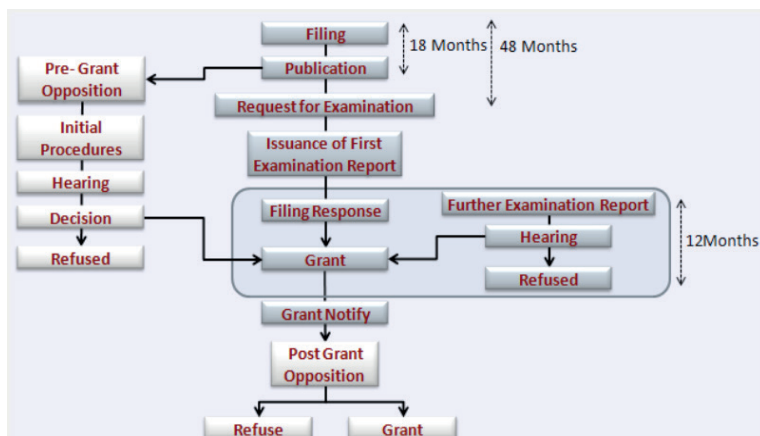 Filing
18 Months
48 Months
Publication
Pre- Grant
Opposition
Request for Examination
Initial
Procedures
Issuance of First
Examination Report
Hearing
Decision
Refused
Filing Response
Further Examination Report
Hearing
12Months
Grant
Refused
Grant Notify
Post Grant
Opposition
Refuse
Grant